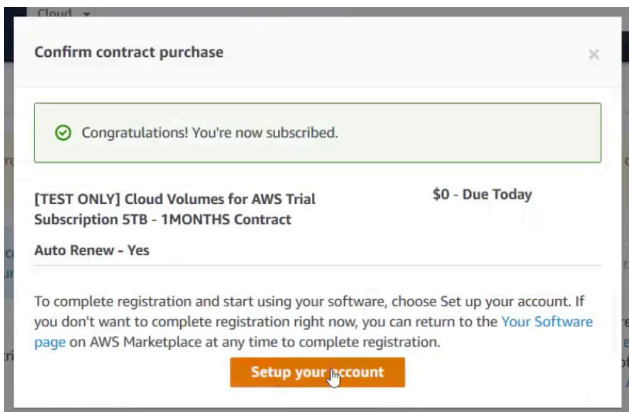 Cloud
Confirm contract purchase
×
Congratulations! You're now subscribed.
[TEST ONLY] Cloud Volumes for AWS Trial
Subscription 5TB - 1MONTHS Contract
$0 - Due Today
Auto Renew - Yes
To complete registration and start using your software, choose Set up your account. If
you don't want to complete registration right now, you can return to the Your Software
page on AWS Marketplace at any time to complete registration.
Setup your account